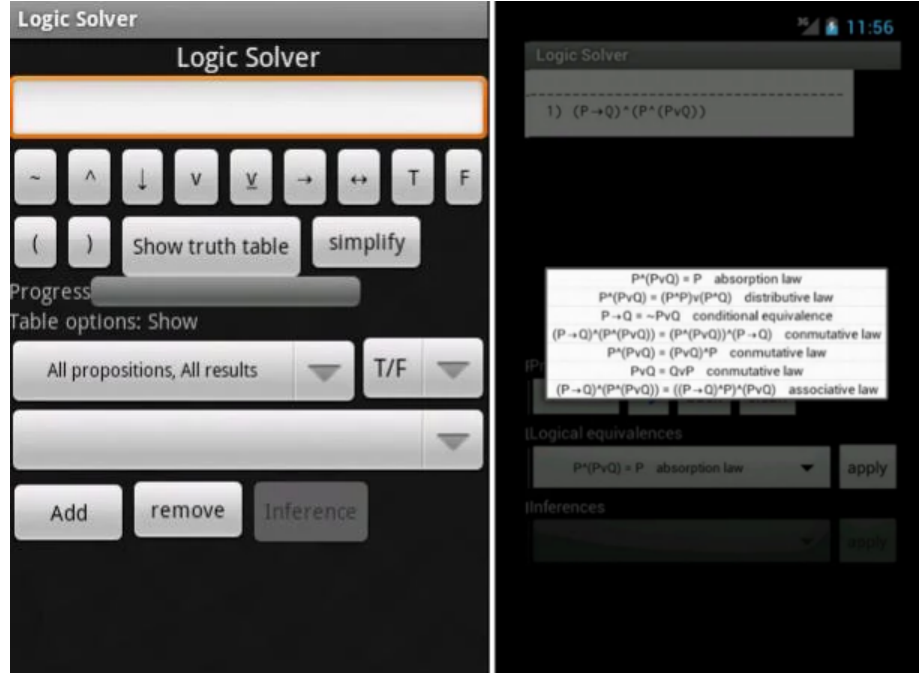 Logic Solver
Logic Solver
~ ^ ↓ v v̲ → ↔ T F
( ) Show truth table simplify
Progress
Table options: Show
All propositions, All results T/F
Add remove Inference
3G 11:56
Logic Solver
1) (P→Q)^(P^(PvQ))
P^(PvQ) = P absorption law
P^(PvQ) = (P^P)v(P^Q) distributive law
P→Q = ~PvQ conditional equivalence
(P→Q)^(P^(PvQ)) = (P^(PvQ))^(P→Q) conmutative law
P^(PvQ) = (PvQ)^P conmutative law
PvQ = QvP conmutative law
(P→Q)^(P^(PvQ)) = ((P→Q)^P)^(PvQ) associative law
Logical equivalences
P^(PvQ) = P absorption law apply
Inferences
apply